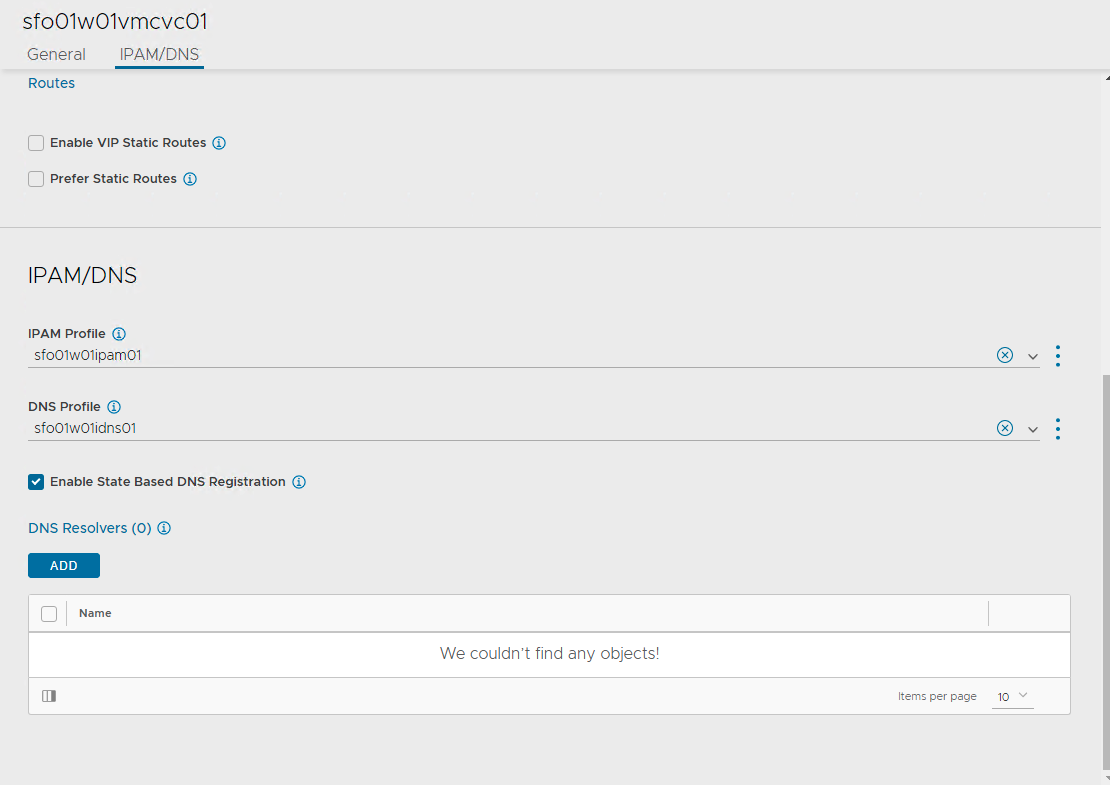 sfo01w01vmcvc01
General IPAM/DNS
Routes
Enable VIP Static Routes
Prefer Static Routes
IPAM/DNS
IPAM Profile
sfo01w01ipam01
DNS Profile
sfo01w01idns01
Enable State Based DNS Registration
DNS Resolvers (0)
ADD
Name
We couldn't find any objects!
Items per page 10